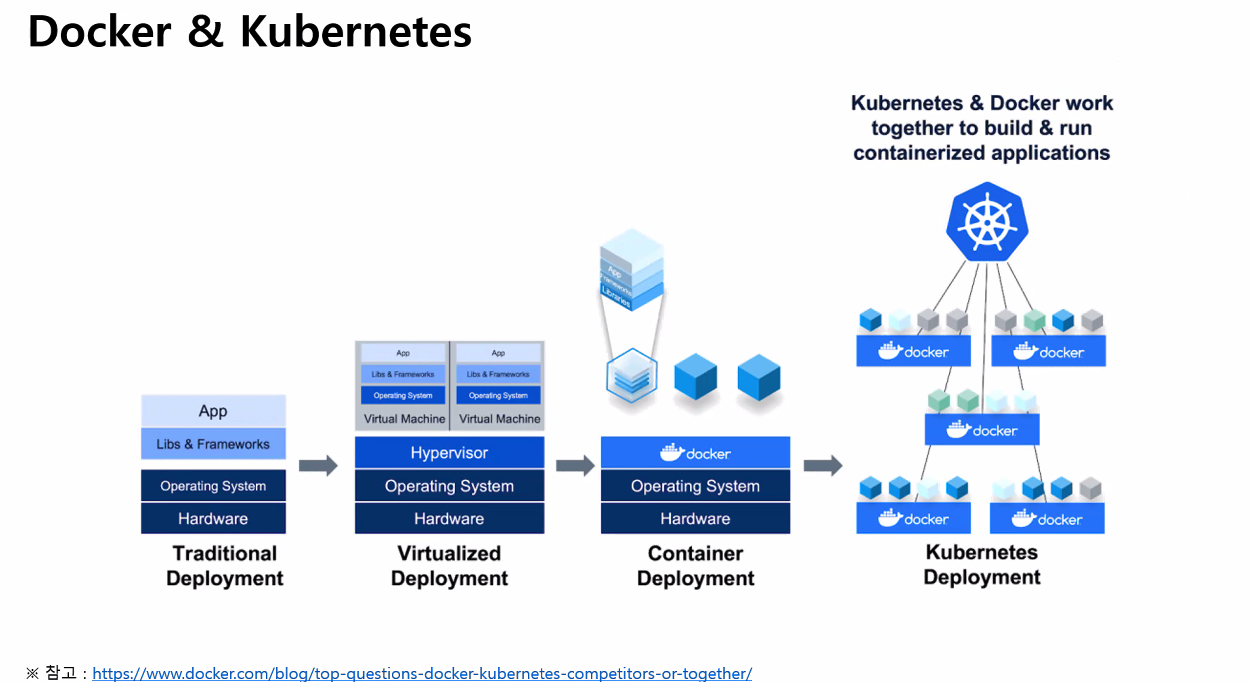 Docker & Kubernetes
Kubernetes & Docker work
together to build & run
containerized applications
App
Libs & Frameworks
Operating System
Hardware
Traditional
Deployment
App
Libs & Frameworks
Operating System
Virtual Machine
App
Libs & Frameworks
Operating System
Virtual Machine
Hypervisor
Operating System
Hardware
Virtualized
Deployment
App
Frameworks
Libraries
docker
Operating System
Hardware
Container
Deployment
docker
docker
docker
docker
docker
Kubernetes
Deployment
※ 참고 : https://www.docker.com/blog/top-questions-docker-kubernetes-competitors-or-together/